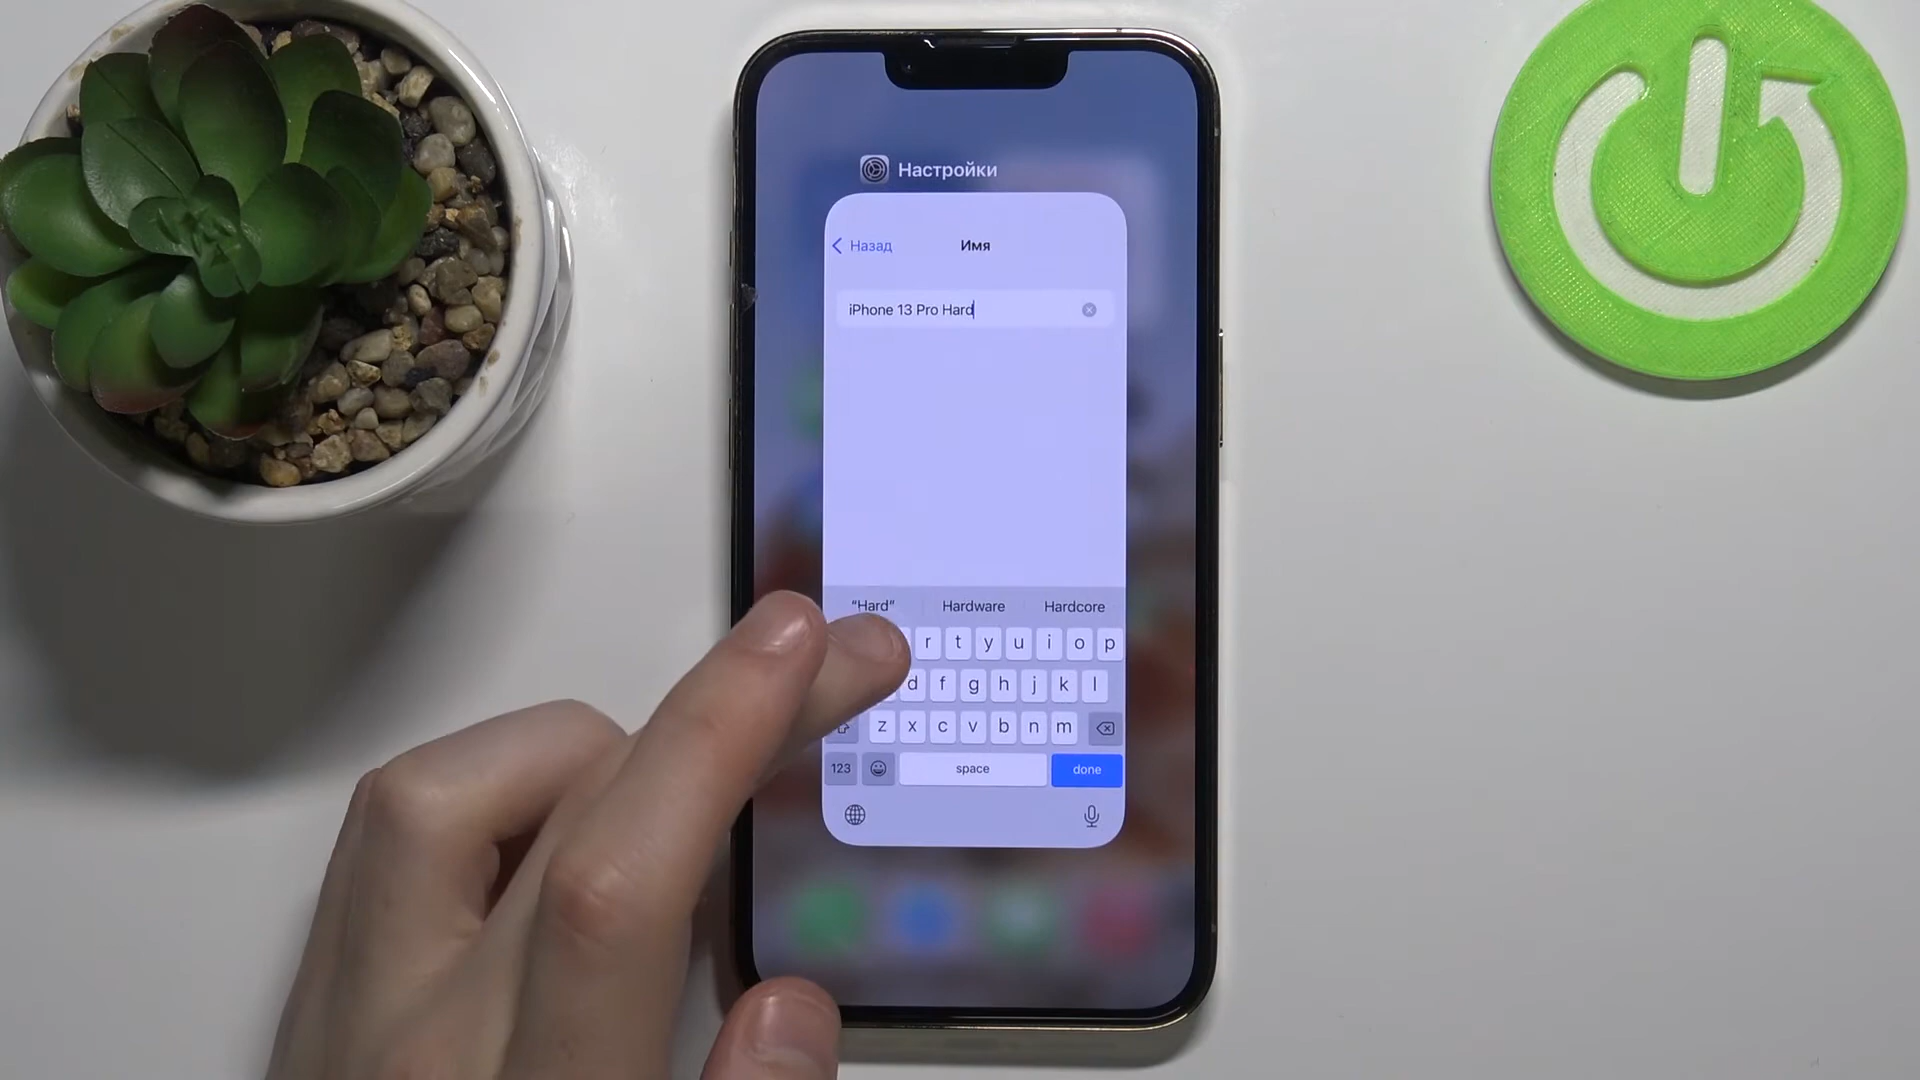 Настройки
Назад
Имя
iPhone 13 Pro Hard
“Hard”
Hardware
Hardcore
r t y u i o p
d f g h j k l
z x c v b n m
123
space
done